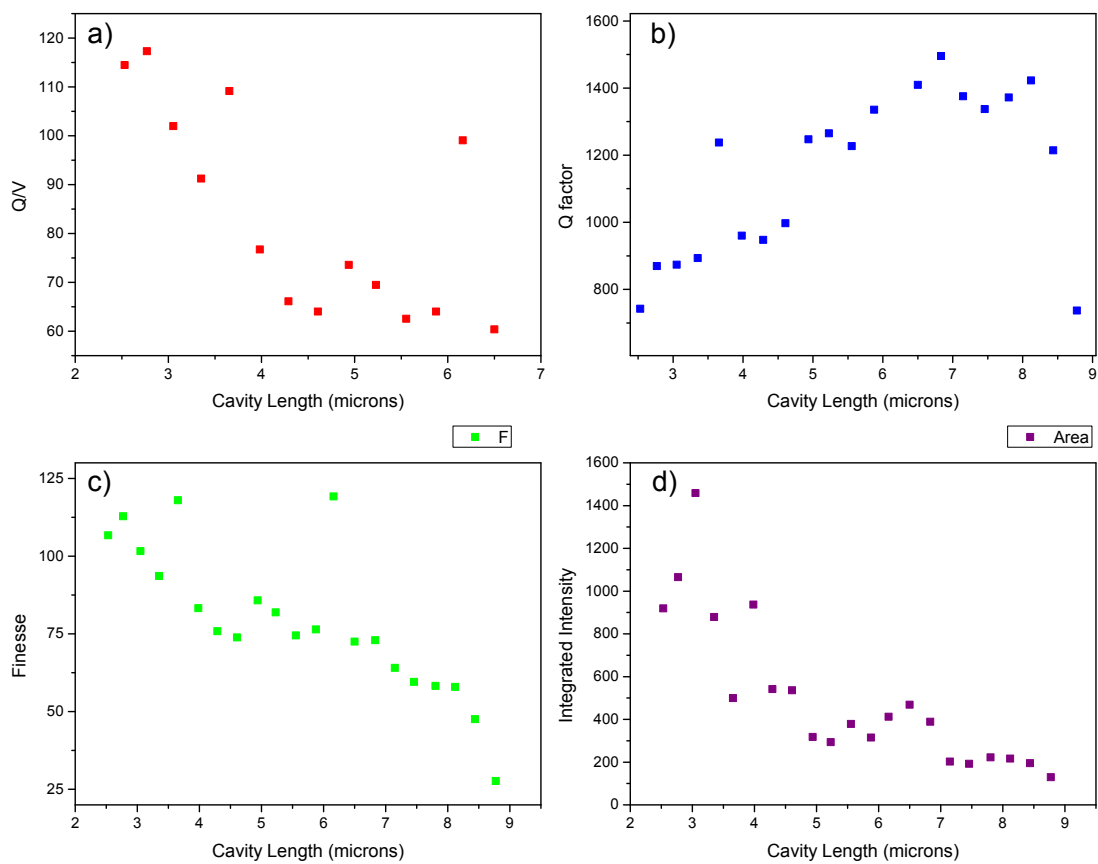 a)
120
110
100
90
80
70
60
Q/V
2 3 4 5 6 7
Cavity Length (microns)
b)
1600
1400
1200
1000
800
Q factor
3 4 5 6 7 8 9
Cavity Length (microns)
F
c)
125
100
75
50
25
Finesse
2 3 4 5 6 7 8 9
Cavity Length (microns)
Area
d)
1600
1400
1200
1000
800
600
400
200
0
Integrated Intensity
2 3 4 5 6 7 8 9
Cavity Length (microns)